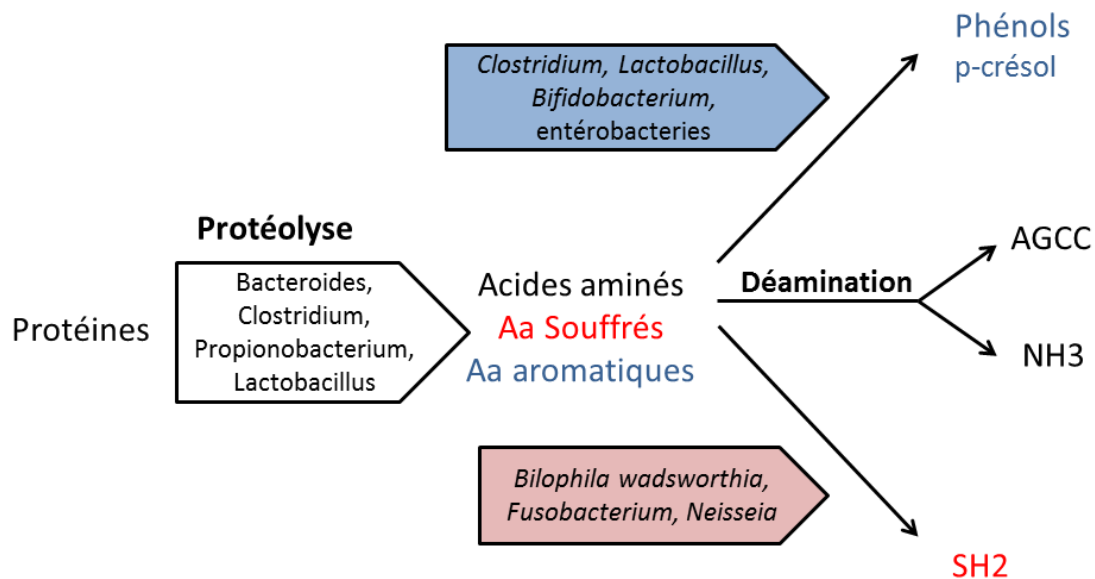 Phénols
p-crésol
Clostridium, Lactobacillus,
Bifidobacterium,
entérobacteries
Protéolyse
Bacteroides,
Clostridium,
Propionobacterium,
Lactobacillus
Protéines
Acides aminés
Aa Souffrés
Aa aromatiques
Déamination
AGCC
NH3
Bilophila wadsworthia,
Fusobacterium, Neisseia
SH2